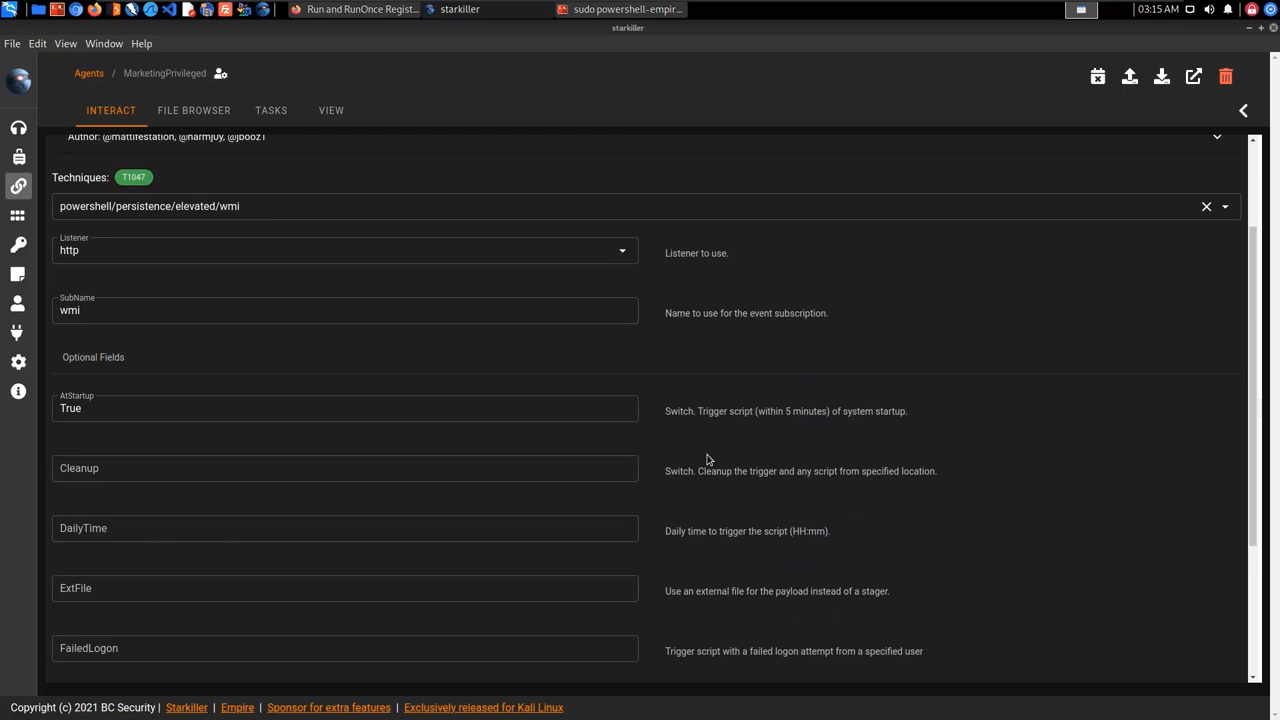 Run and RunOnce Regist...
starkiller
sudo powershell-empir...
03:15 AM
starkiller
File Edit View Window Help
Agents / MarketingPrivileged
INTERACT FILE BROWSER TASKS VIEW
Author: @mattifestation, @harmj0y, @jbooz1
Techniques: T1047
powershell/persistence/elevated/wmi
Listener
http
Listener to use.
SubName
wmi
Name to use for the event subscription.
Optional Fields
AtStartup
True
Switch. Trigger script (within 5 minutes) of system startup.
Cleanup
Switch. Cleanup the trigger and any script from specified location.
DailyTime
Daily time to trigger the script (HH:mm).
ExtFile
Use an external file for the payload instead of a stager.
FailedLogon
Trigger script with a failed logon attempt from a specified user
Copyright (c) 2021 BC Security | Starkiller | Empire | Sponsor for extra features | Exclusively released for Kali Linux